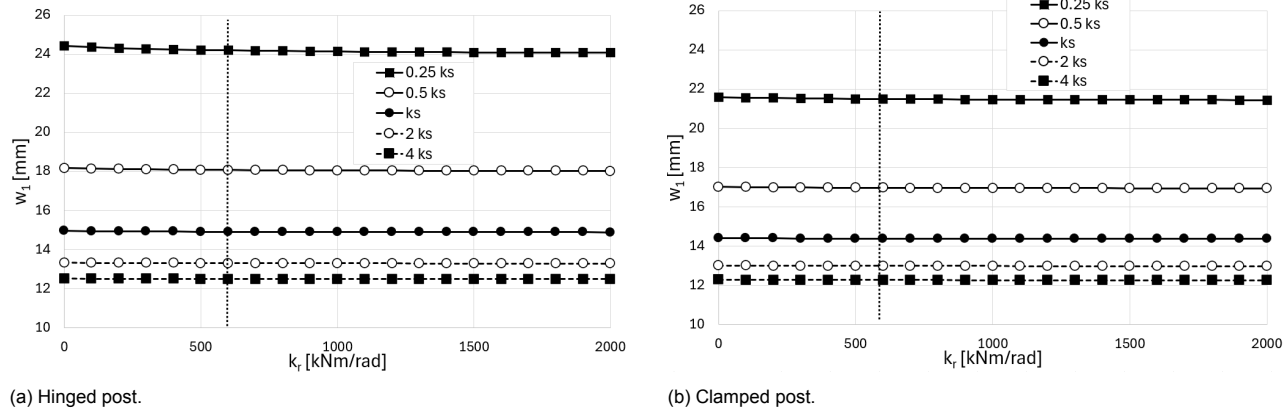 26
24
22
20
18
16
14
12
10
w1 [mm]
0.25 ks
0.5 ks
ks
2 ks
4 ks
0
500
1000
1500
2000
kr [kNm/rad]
(a) Hinged post.
26
24
22
20
18
16
14
12
10
w1 [mm]
0.25 ks
0.5 ks
ks
2 ks
4 ks
0
500
1000
1500
2000
kr [kNm/rad]
(b) Clamped post.